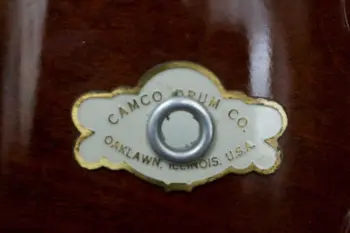 CAMCO DRUM CO.
OAKLAWN, ILLINOIS, U.S.A.